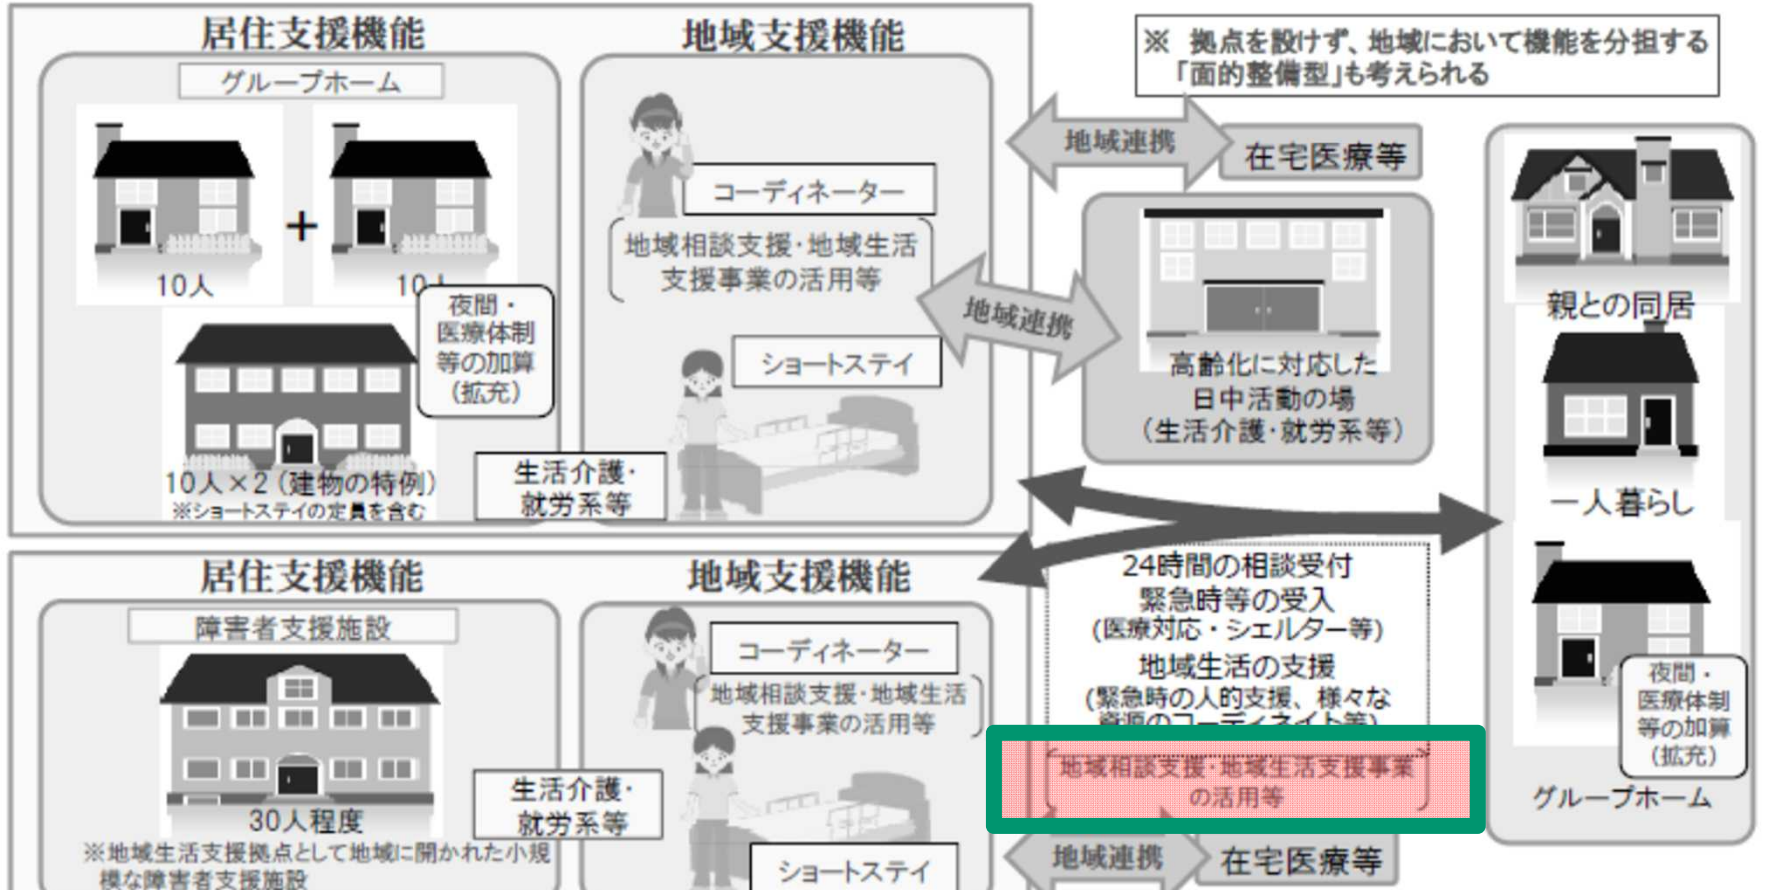 居住支援機能
地域支援機能
グループホーム
10人
+
10人
夜間・
医療体制
等の加算
(拡充)
10人×2(建物の特例)
※ショートステイの定員を含む
コーディネーター
地域相談支援・地域生活
支援事業の活用等
ショートステイ
生活介護・
就労系等
※ 拠点を設けず、地域において機能を分担する
「面的整備型」も考えられる
地域連携
在宅医療等
地域連携
高齢化に対応した
日中活動の場
(生活介護・就労系等)
親との同居
一人暮らし
夜間・
医療体制
等の加算
(拡充)
グループホーム
24時間の相談受付
緊急時等の受入
(医療対応・シェルター等)
地域生活の支援
(緊急時の人的支援、様々な
資源のコーディネイト等)
地域相談支援・地域生活支援事業
の活用等
居住支援機能
地域支援機能
障害者支援施設
30人程度
※地域生活支援拠点として地域に開かれた小規
模な障害者支援施設
コーディネーター
地域相談支援・地域生活
支援事業の活用等
生活介護・
就労系等
ショートステイ
地域連携
在宅医療等